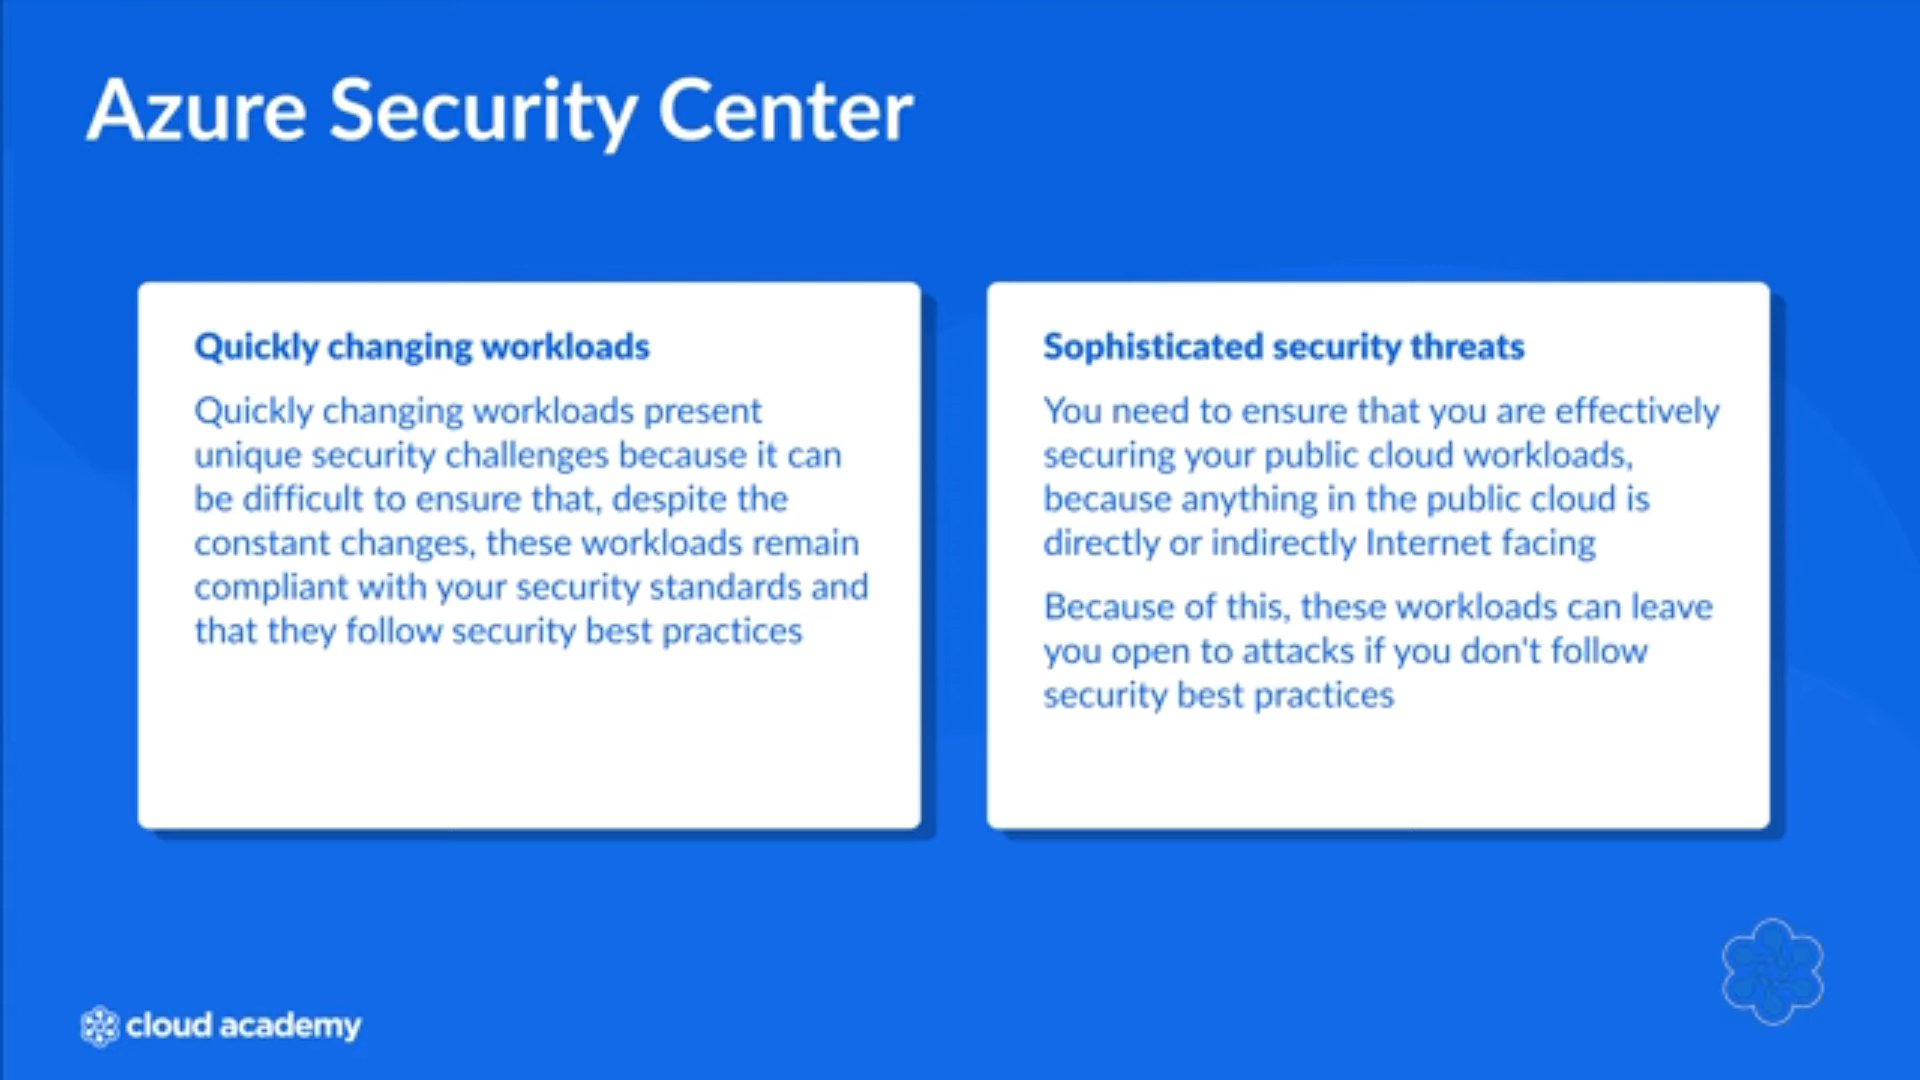 Azure Security Center
Quickly changing workloads
Quickly changing workloads present
unique security challenges because it can
be difficult to ensure that, despite the
constant changes, these workloads remain
compliant with your security standards and
that they follow security best practices
Sophisticated security threats
You need to ensure that you are effectively
securing your public cloud workloads,
because anything in the public cloud is
directly or indirectly Internet facing
Because of this, these workloads can leave
you open to attacks if you don't follow
security best practices
cloud academy